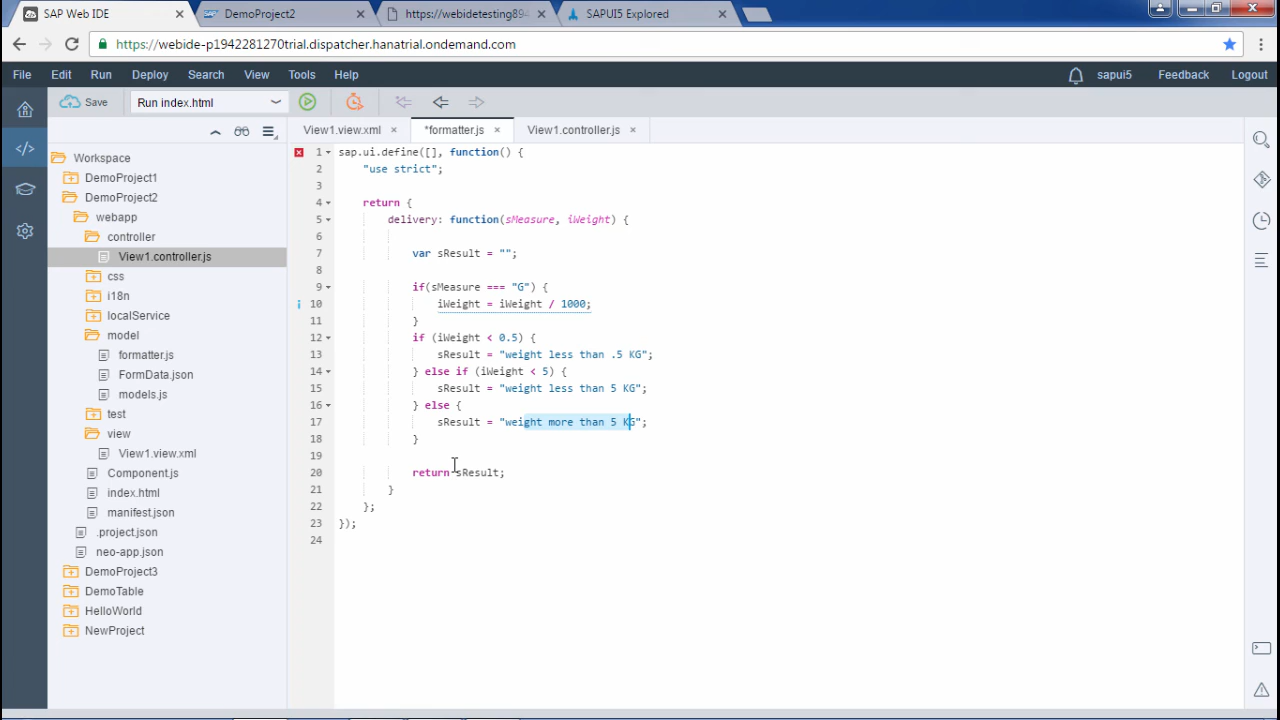 SAP Web IDE
DemoProject2
https://webidetesting894
SAPUI5 Explored
https://webide-p1942281270trial.dispatcher.hanatrial.ondemand.com
File Edit Run Deploy Search View Tools Help
sapui5 Feedback Logout
Save
Run index.html
View1.view.xml
*formatter.js
View1.controller.js
Workspace
DemoProject1
DemoProject2
webapp
controller
View1.controller.js
css
i18n
localService
model
formatter.js
FormData.json
models.js
test
view
View1.view.xml
Component.js
index.html
manifest.json
.project.json
neo-app.json
DemoProject3
DemoTable
HelloWorld
NewProject
1 sap.ui.define([], function() {
2 "use strict";
3
4 return {
5 delivery: function(sMeasure, iWeight) {
6
7 var sResult = "";
8
9 if(sMeasure === "G") {
10 iWeight = iWeight / 1000;
11 }
12 if (iWeight < 0.5) {
13 sResult = "weight less than .5 KG";
14 } else if (iWeight < 5) {
15 sResult = "weight less than 5 KG";
16 } else {
17 sResult = "weight more than 5 KG";
18 }
19
20 return sResult;
21 }
22 };
23 });
24